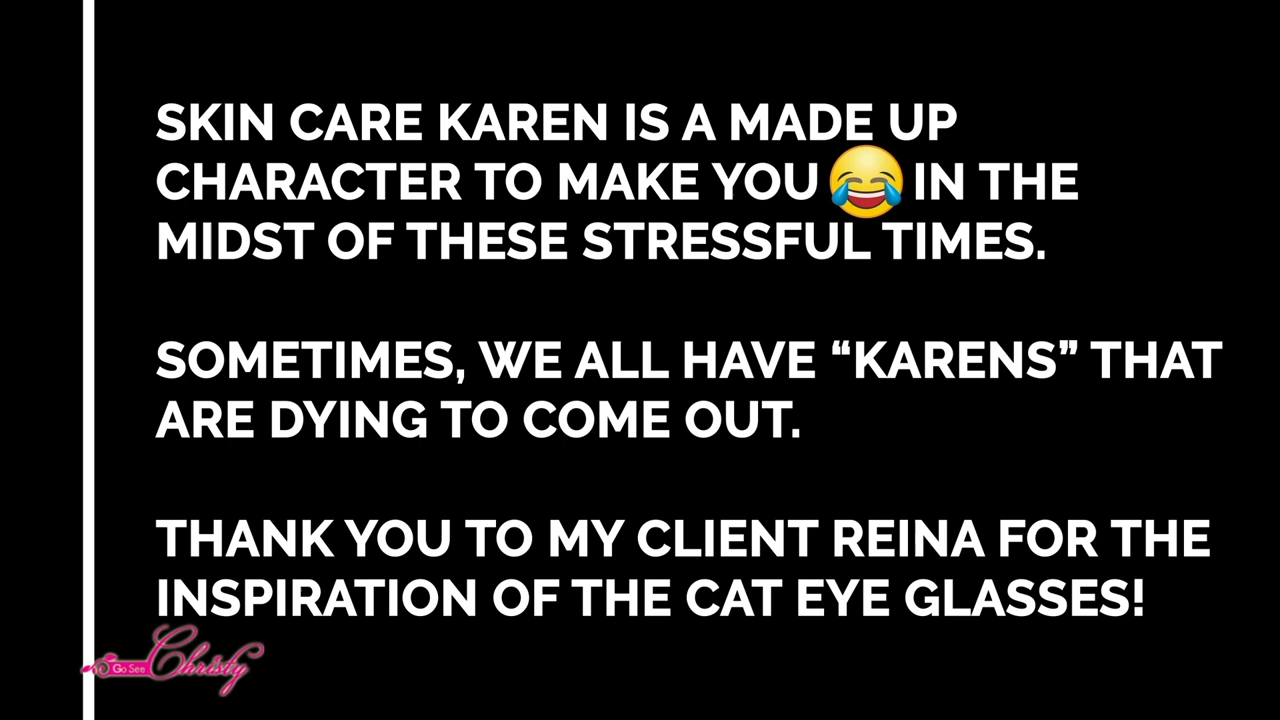 SKIN CARE KAREN IS A MADE UP
CHARACTER TO MAKE YOU 😂 IN THE
MIDST OF THESE STRESSFUL TIMES.
SOMETIMES, WE ALL HAVE “KARENS” THAT
ARE DYING TO COME OUT.
THANK YOU TO MY CLIENT REINA FOR THE
INSPIRATION OF THE CAT EYE GLASSES!
Go See Christy